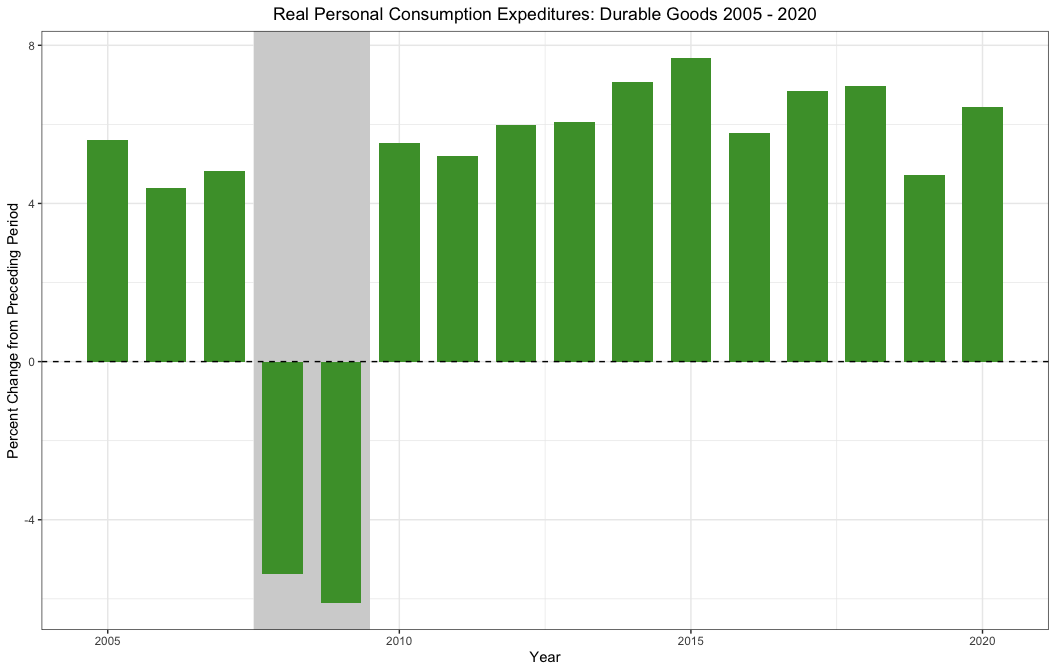 Real Personal Consumption Expeditures: Durable Goods 2005 - 2020
Percent Change from Preceding Period
8
4
0
-4
2005
2010
2015
2020
Year